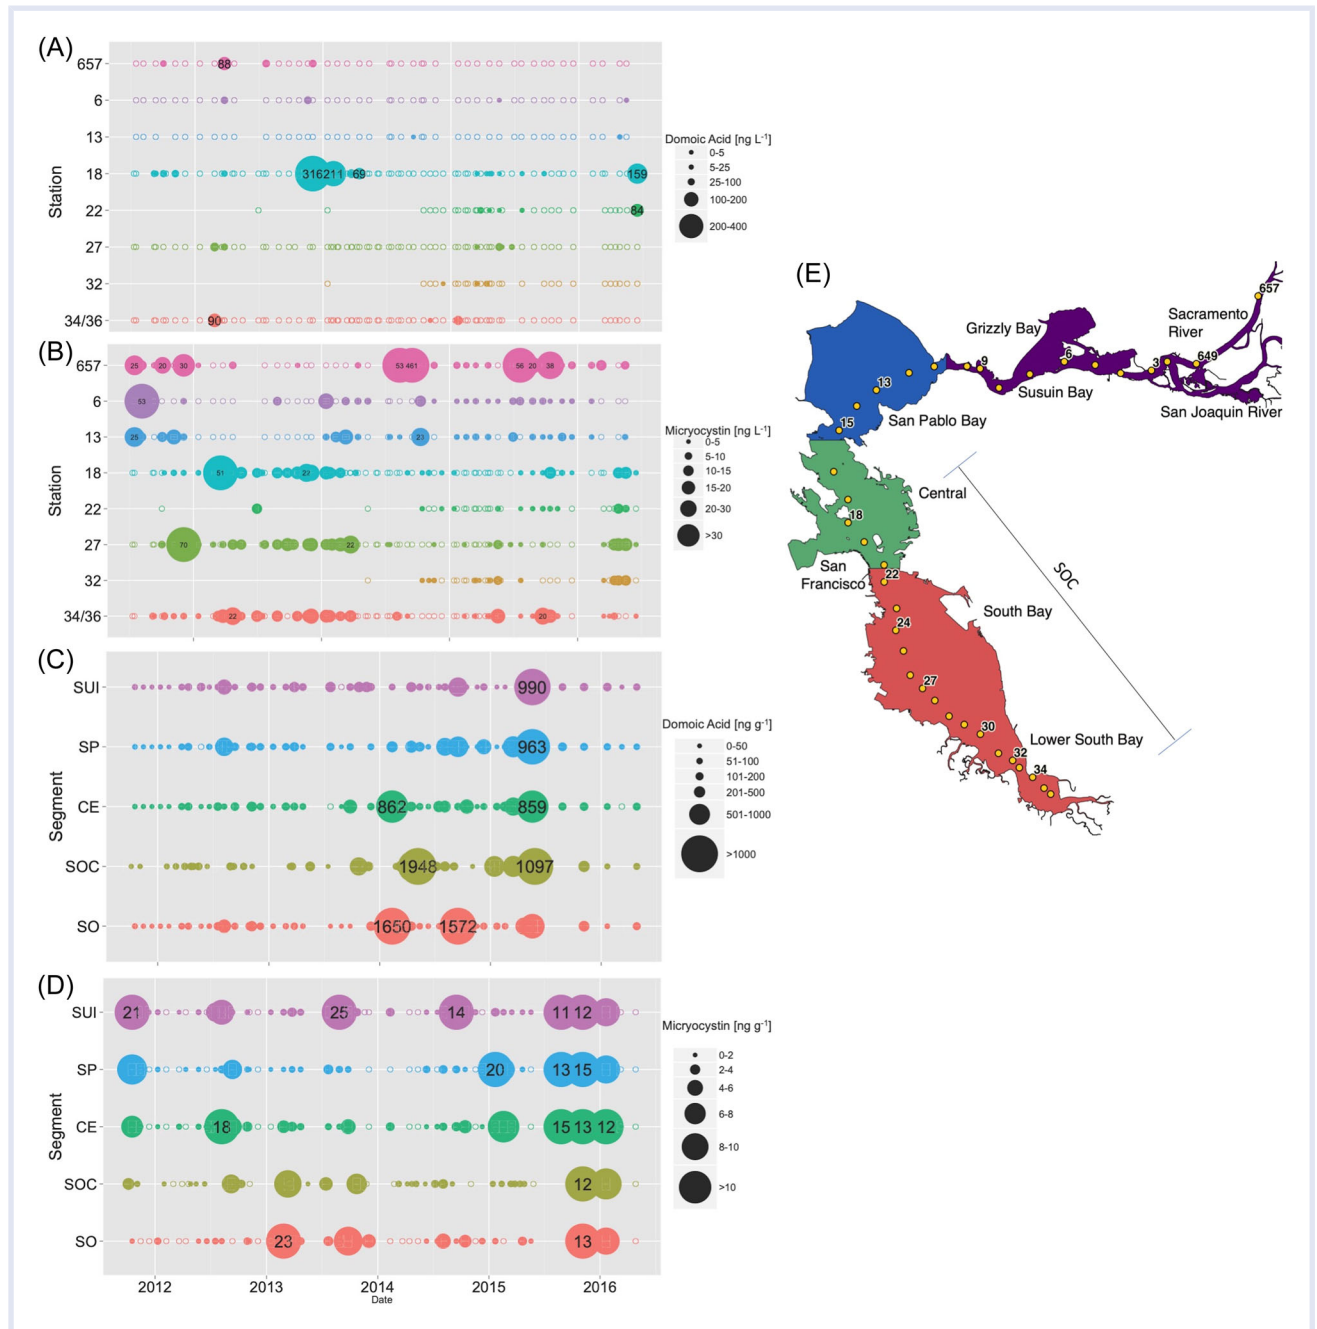 (A)
657
88
6
13
18
316 211 69 159
22
84
27
32
34/36
90
Station
Domoic Acid [ng L-1]
0-5
5-25
25-100
100-200
200-400
(B)
657
25 20 30 53 461 56 20 38
6
53
13
25 23
18
51 22
22
27
70 22
32
34/36
22 20
Station
Micryocystin [ng L-1]
0-5
5-10
10-15
15-20
20-30
>30
(C)
SUI
990
SP
963
CE
862 859
SOC
1948 1097
SO
1650 1572
Segment
Domoic Acid [ng g-1]
0-50
51-100
101-200
201-500
501-1000
>1000
(D)
SUI
21 25 14 11 12
SP
20 13 15
CE
18 15 13 12
SOC
12
SO
23 13
Segment
2012 2013 2014 2015 2016
Date
Micryocystin [ng g-1]
0-2
2-4
4-6
6-8
8-10
>10
(E)
657
Sacramento
River
Grizzly Bay
649
3
6
9
Susuin Bay
San Joaquin River
13
San Pablo Bay
15
Central
18
San
Francisco
22
SOC
South Bay
24
27
30
Lower South Bay
32
34